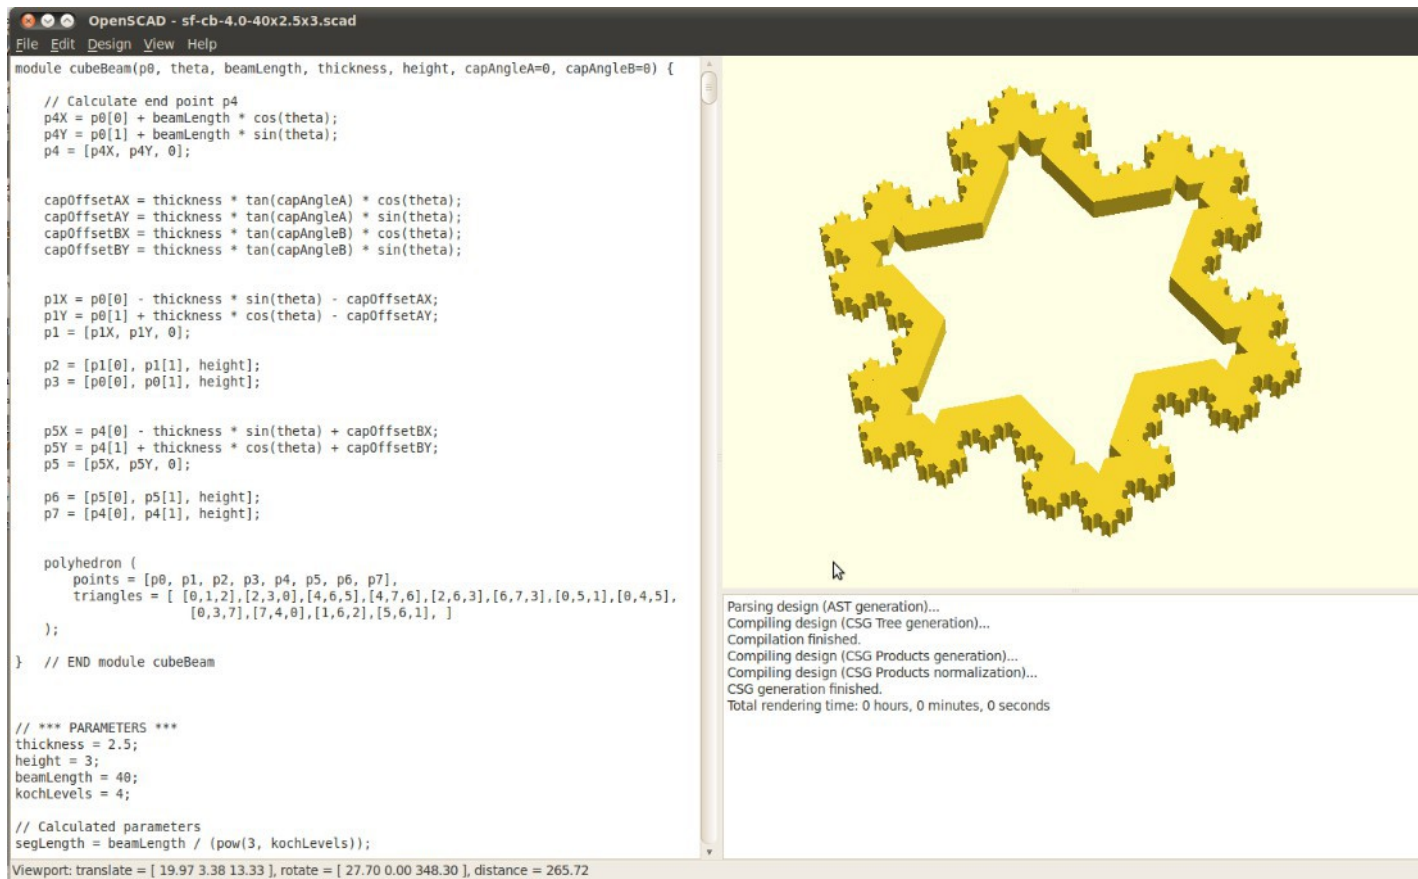 OpenSCAD - sf-cb-4.0-40x2.5x3.scad
File Edit Design View Help
module cubeBeam(p0, theta, beamLength, thickness, height, capAngleA=0, capAngleB=0) {
// Calculate end point p4
p4X = p0[0] + beamLength * cos(theta);
p4Y = p0[1] + beamLength * sin(theta);
p4 = [p4X, p4Y, 0];
capOffsetAX = thickness * tan(capAngleA) * cos(theta);
capOffsetAY = thickness * tan(capAngleA) * sin(theta);
capOffsetBX = thickness * tan(capAngleB) * cos(theta);
capOffsetBY = thickness * tan(capAngleB) * sin(theta);
p1X = p0[0] - thickness * sin(theta) - capOffsetAX;
p1Y = p0[1] + thickness * cos(theta) - capOffsetAY;
p1 = [p1X, p1Y, 0];
p2 = [p1[0], p1[1], height];
p3 = [p0[0], p0[1], height];
p5X = p4[0] - thickness * sin(theta) + capOffsetBX;
p5Y = p4[1] + thickness * cos(theta) + capOffsetBY;
p5 = [p5X, p5Y, 0];
p6 = [p5[0], p5[1], height];
p7 = [p4[0], p4[1], height];
polyhedron (
points = [p0, p1, p2, p3, p4, p5, p6, p7],
triangles = [ [0,1,2],[2,3,0],[4,6,5],[4,7,6],[2,6,3],[6,7,3],[0,5,1],[0,4,5],
[0,3,7],[7,4,0],[1,6,2],[5,6,1], ]
);
} // END module cubeBeam
// *** PARAMETERS ***
thickness = 2.5;
height = 3;
beamLength = 40;
kochLevels = 4;
// Calculated parameters
segLength = beamLength / (pow(3, kochLevels));
Parsing design (AST generation)...
Compiling design (CSG Tree generation)...
Compilation finished.
Compiling design (CSG Products generation)...
Compiling design (CSG Products normalization)...
CSG generation finished.
Total rendering time: 0 hours, 0 minutes, 0 seconds
Viewport: translate = [ 19.97 3.38 13.33 ], rotate = [ 27.70 0.00 348.30 ], distance = 265.72